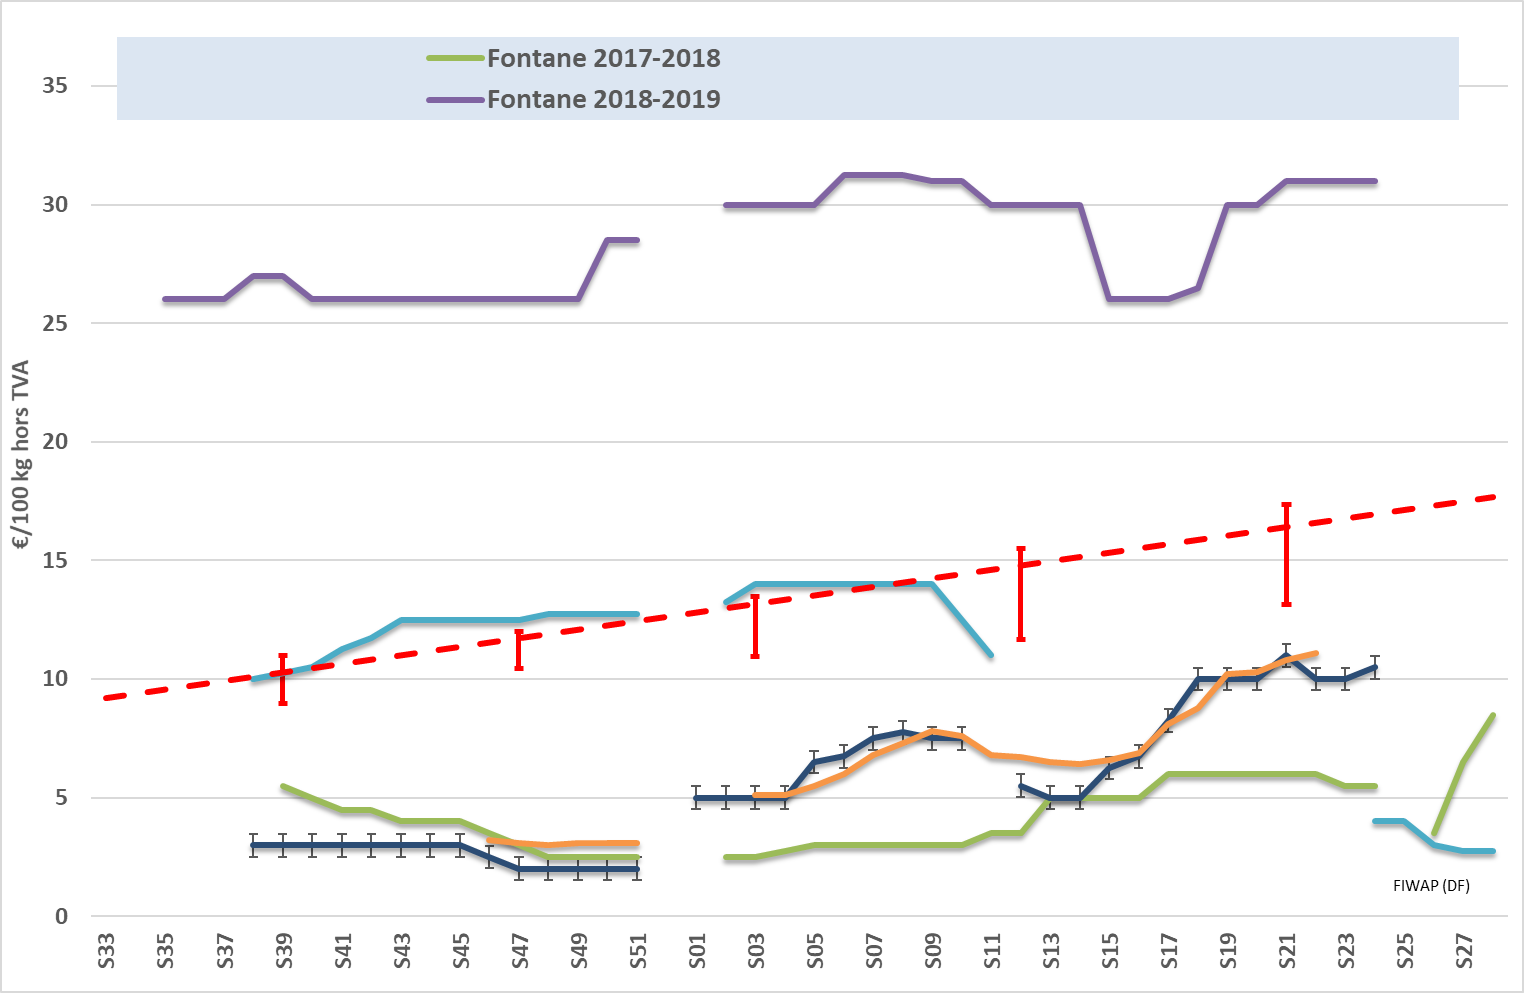 Fontane 2017-2018
Fontane 2018-2019
€/100 kg hors TVA
35
30
25
20
15
10
5
0
FIWAP (DF)
S33
S35
S37
S39
S41
S43
S45
S47
S49
S51
S01
S03
S05
S07
S09
S11
S13
S15
S17
S19
S21
S23
S25
S27